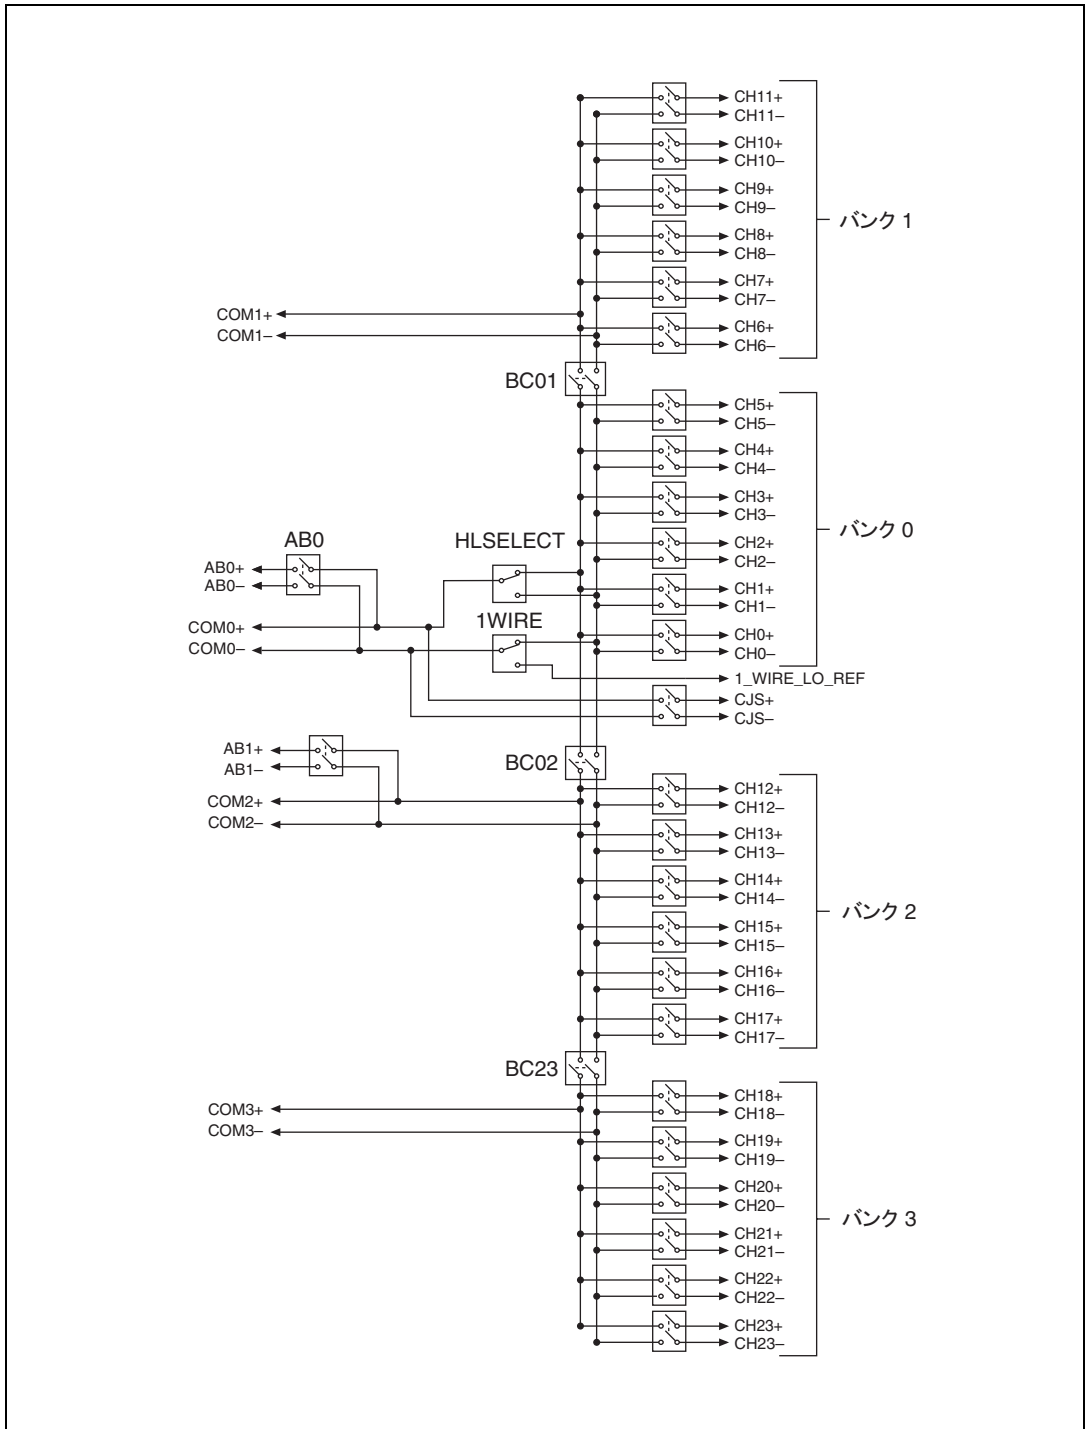 CH11+
CH11–
CH10+
CH10–
CH9+
CH9–
バンク 1
CH8+
CH8–
CH7+
CH7–
COM1+
COM1–
CH6+
CH6–
BC01
CH5+
CH5–
CH4+
CH4–
CH3+
CH3–
バンク 0
AB0
HLSELECT
CH2+
CH2–
AB0+
AB0–
CH1+
CH1–
1WIRE
COM0+
COM0–
CH0+
CH0–
1_WIRE_LO_REF
CJS+
CJS–
AB1+
AB1–
BC02
CH12+
CH12–
COM2+
COM2–
CH13+
CH13–
CH14+
CH14–
バンク 2
CH15+
CH15–
CH16+
CH16–
CH17+
CH17–
BC23
CH18+
CH18–
COM3+
COM3–
CH19+
CH19–
CH20+
CH20–
バンク 3
CH21+
CH21–
CH22+
CH22–
CH23+
CH23–